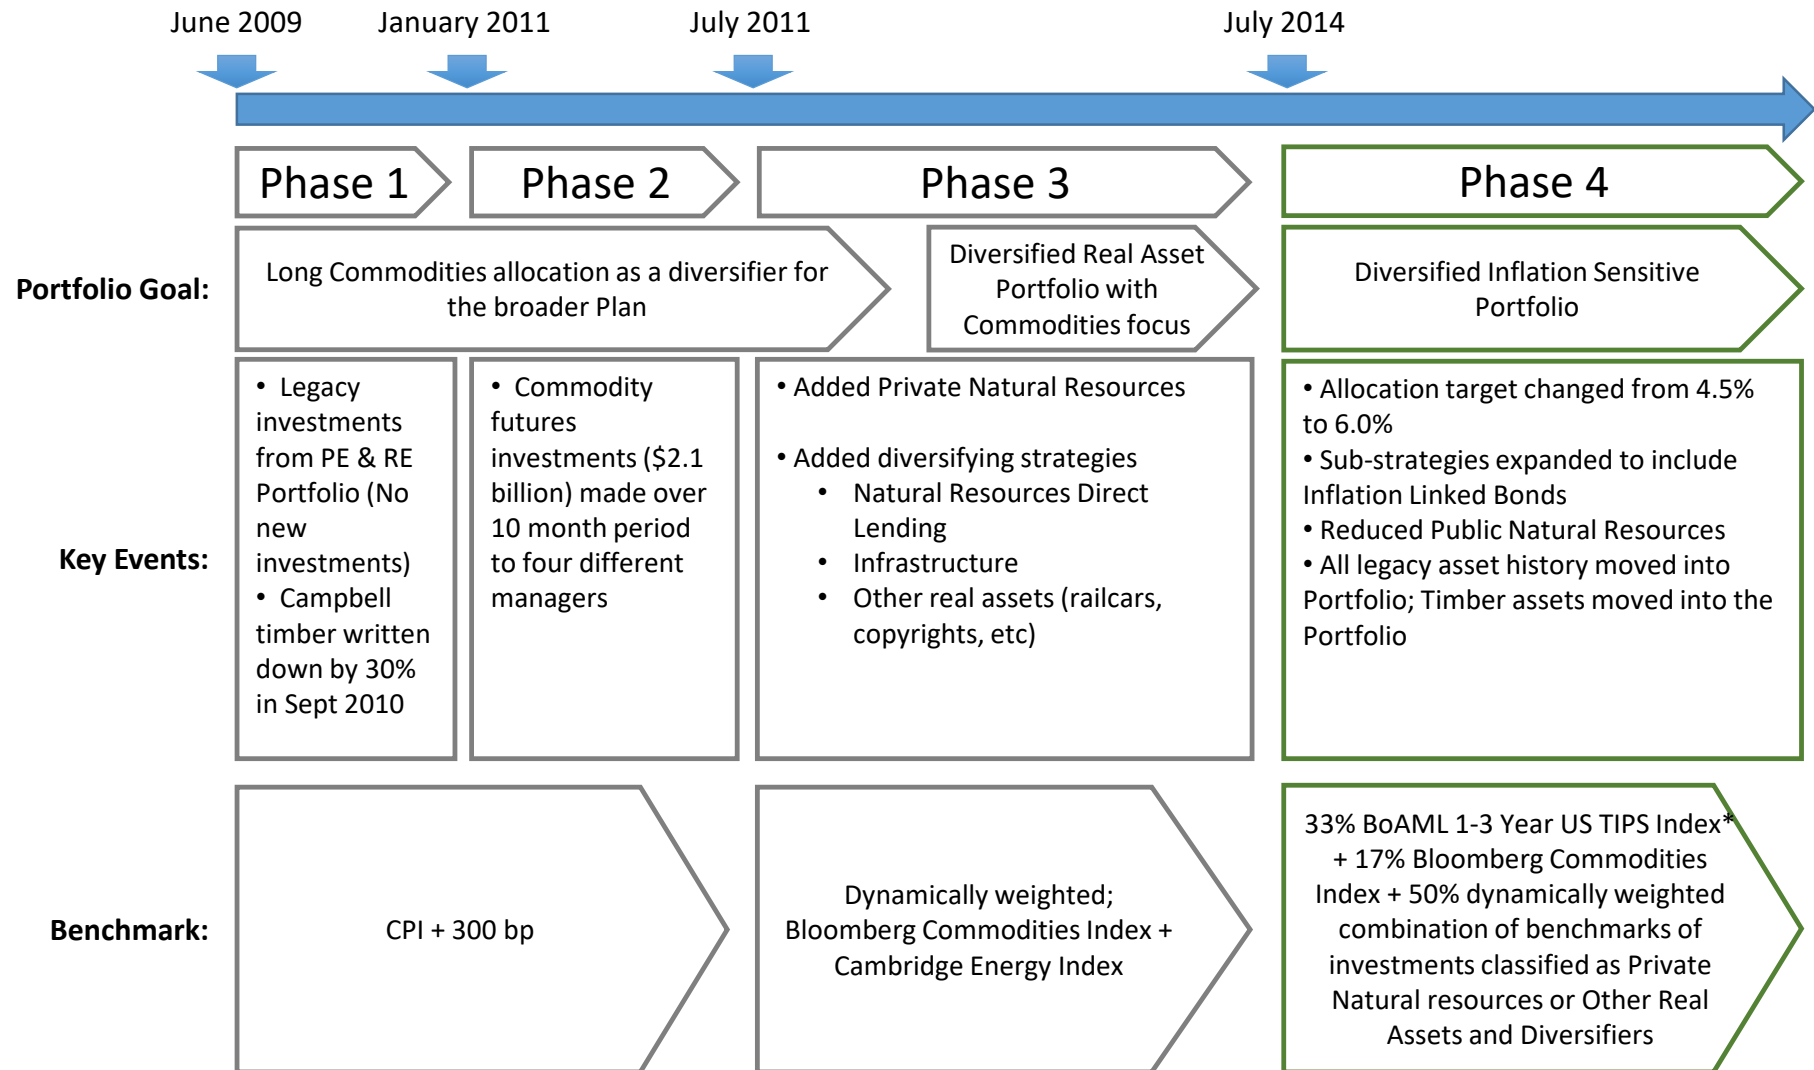 June 2009
January 2011
July 2011
July 2014
Phase 1
Phase 2
Phase 3
Phase 4
Portfolio Goal:
Long Commodities allocation as a diversifier for
the broader Plan
Diversified Real Asset
Portfolio with
Commodities focus
Diversified Inflation Sensitive
Portfolio
Key Events:
• Legacy
investments
from PE & RE
Portfolio (No
new
investments)
• Campbell
timber written
down by 30%
in Sept 2010
• Commodity
futures
investments ($2.1
billion) made over
10 month period
to four different
managers
• Added Private Natural Resources
• Added diversifying strategies
• Natural Resources Direct
Lending
• Infrastructure
• Other real assets (railcars,
copyrights, etc)
• Allocation target changed from 4.5%
to 6.0%
• Sub-strategies expanded to include
Inflation Linked Bonds
• Reduced Public Natural Resources
• All legacy asset history moved into
Portfolio; Timber assets moved into the
Portfolio
Benchmark:
CPI + 300 bp
Dynamically weighted;
Bloomberg Commodities Index +
Cambridge Energy Index
33% BoAML 1-3 Year US TIPS Index*
+ 17% Bloomberg Commodities
Index + 50% dynamically weighted
combination of benchmarks of
investments classified as Private
Natural resources or Other Real
Assets and Diversifiers